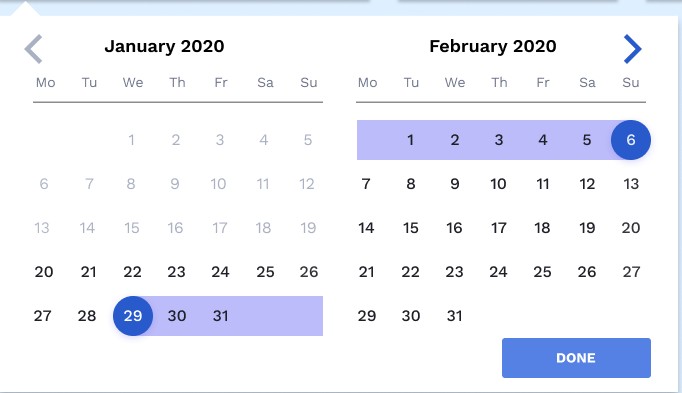 January 2020
Mo Tu We Th Fr Sa Su
1 2 3 4 5
6 7 8 9 10 11 12
13 14 15 16 17 18 19
20 21 22 23 24 25 26
27 28 29 30 31
February 2020
Mo Tu We Th Fr Sa Su
1 2 3 4 5 6
7 8 9 10 11 12 13
14 15 16 17 18 19 20
21 22 23 24 25 26 27
29 30 31
DONE